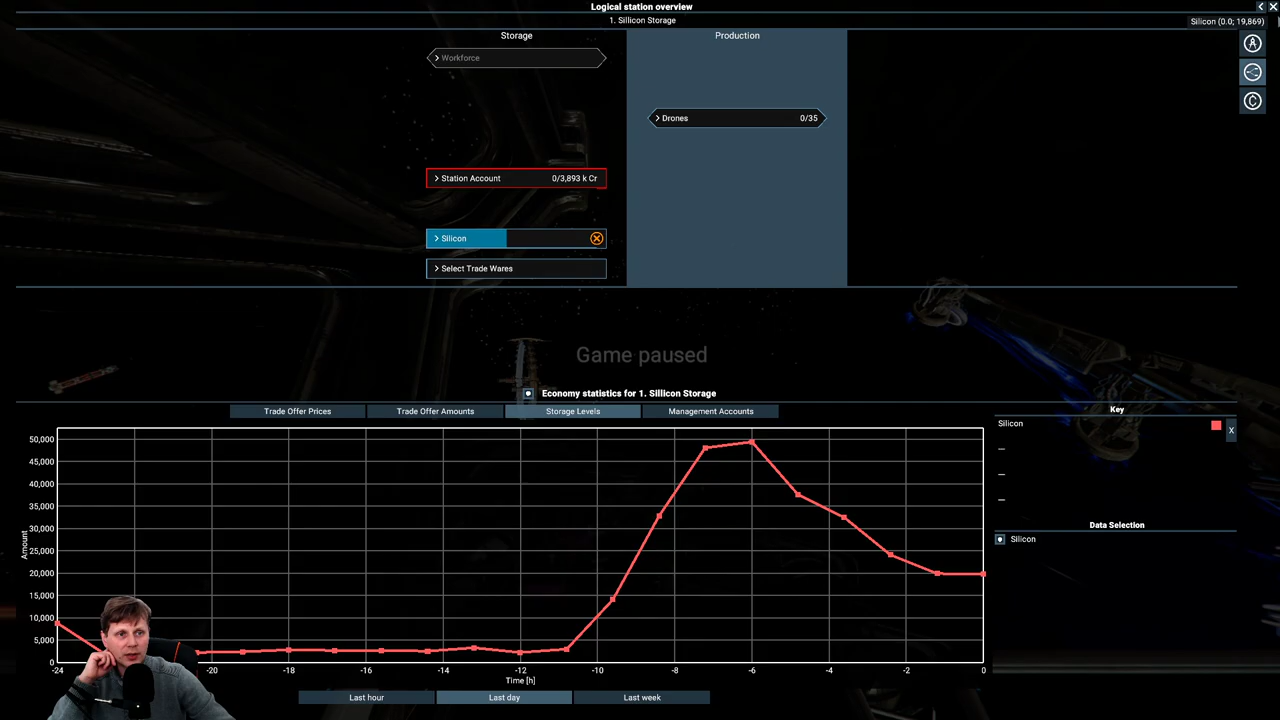 Logical station overview
1. Sillicon Storage
Silicon (0.0; 19,869)
Storage
Production
Workforce
Drones 0/35
Station Account 0/3,893 k Cr
Silicon
Select Trade Wares
Game paused
Economy statistics for 1. Sillicon Storage
Trade Offer Prices Trade Offer Amounts Storage Levels Management Accounts
Key
Silicon X
–
–
–
Data Selection
Silicon
50,000
45,000
40,000
35,000
30,000
25,000
20,000
15,000
10,000
5,000
0
Amount
-24 -20 -18 -16 -14 -12 -10 -8 -6 -4 -2 0
Time [h]
Last hour Last day Last week